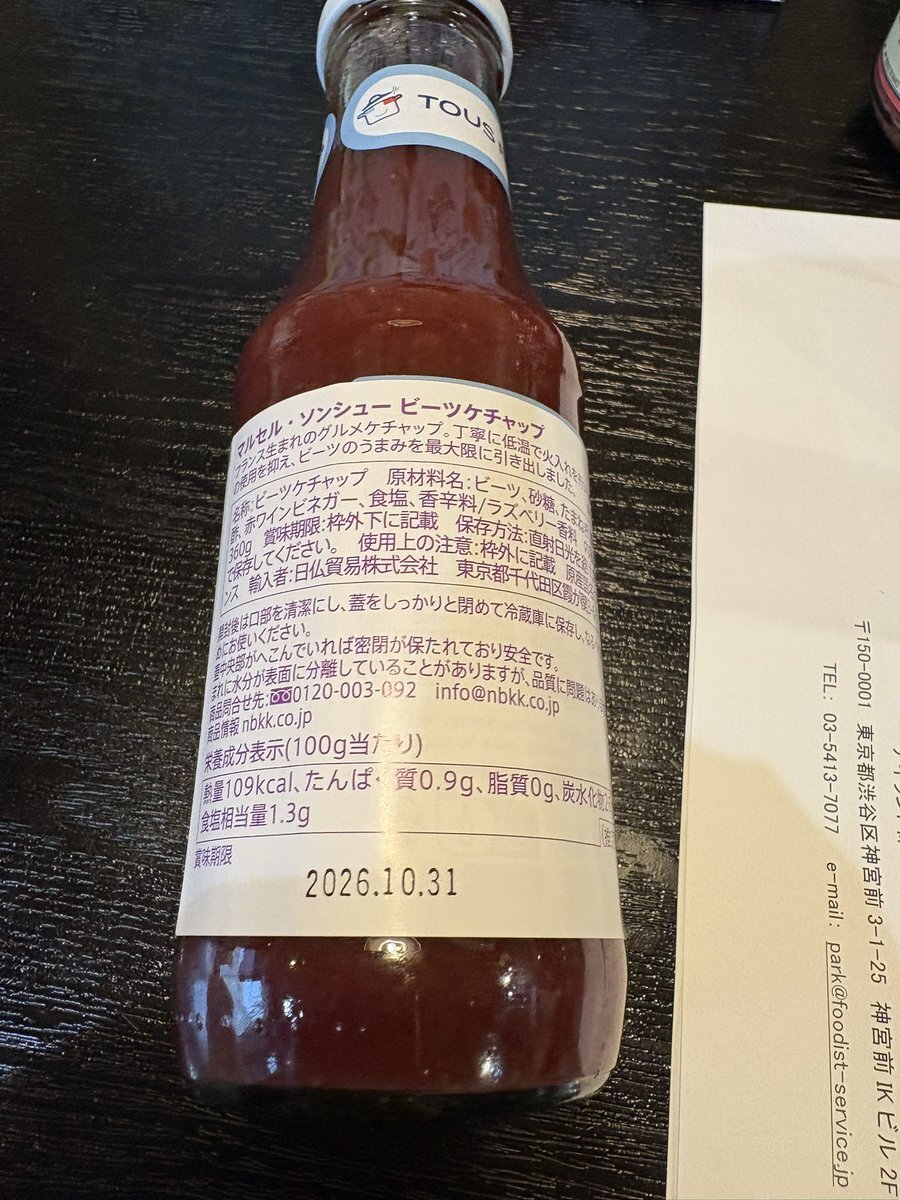 TOUS
マルセル・ソンシュー ビーツケチャップ
フランス生まれのグルメケチャップ。丁寧に低温で火入れを
の使用を抑え、ビーツのうまみを最大限に引き出しました。
名称:ビーツケチャップ 原材料名:ビーツ、砂糖、たまねぎ
酢、赤ワインビネガー、食塩、香辛料/ラズベリー香料、
360g 賞味期限:枠外下に記載 保存方法:直射日光を
で保存してください。 使用上の注意:枠外に記載 原産国
ンス 輸入者:日仏貿易株式会社 東京都千代田区霞が関
開封後は口部を清潔にし、蓋をしっかりと閉めて冷蔵庫に保存し、
にお使いください。
蓋中央部がへこんでいれば密閉が保たれており安全です。
まれに水分が表面に分離していることがありますが、品質に問題は
商品問合せ先:0120-003-092 info@nbkk.co.jp
商品情報 nbkk.co.jp
栄養成分表示(100g当たり)
熱量109kcal、たんぱく質0.9g、脂質0g、炭水化物
食塩相当量1.3g
賞味期限
2026.10.31
〒150-0001 東京都渋谷区神宮前 3-1-25 神宮前 IK ビル 2F
TEL: 03-5413-7077 e-mail: park@foodist-service.jp